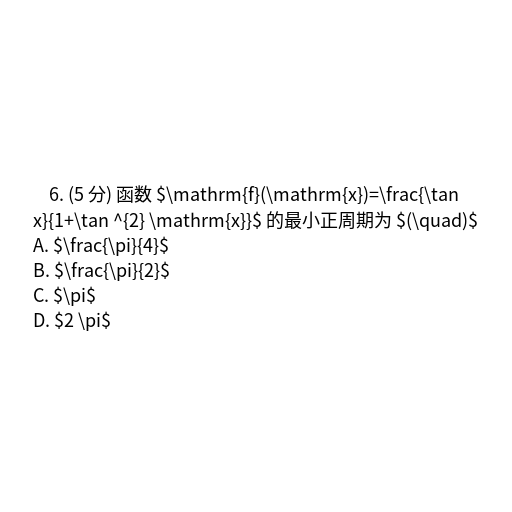 6. (5 分) 函数 $\mathrm{f}(\mathrm{x})=\frac{\tan
x}{1+\tan ^{2} \mathrm{x}}$ 的最小正周期为 $(\quad)$
A. $\frac{\pi}{4}$
B. $\frac{\pi}{2}$
C. $\pi$
D. $2 \pi$